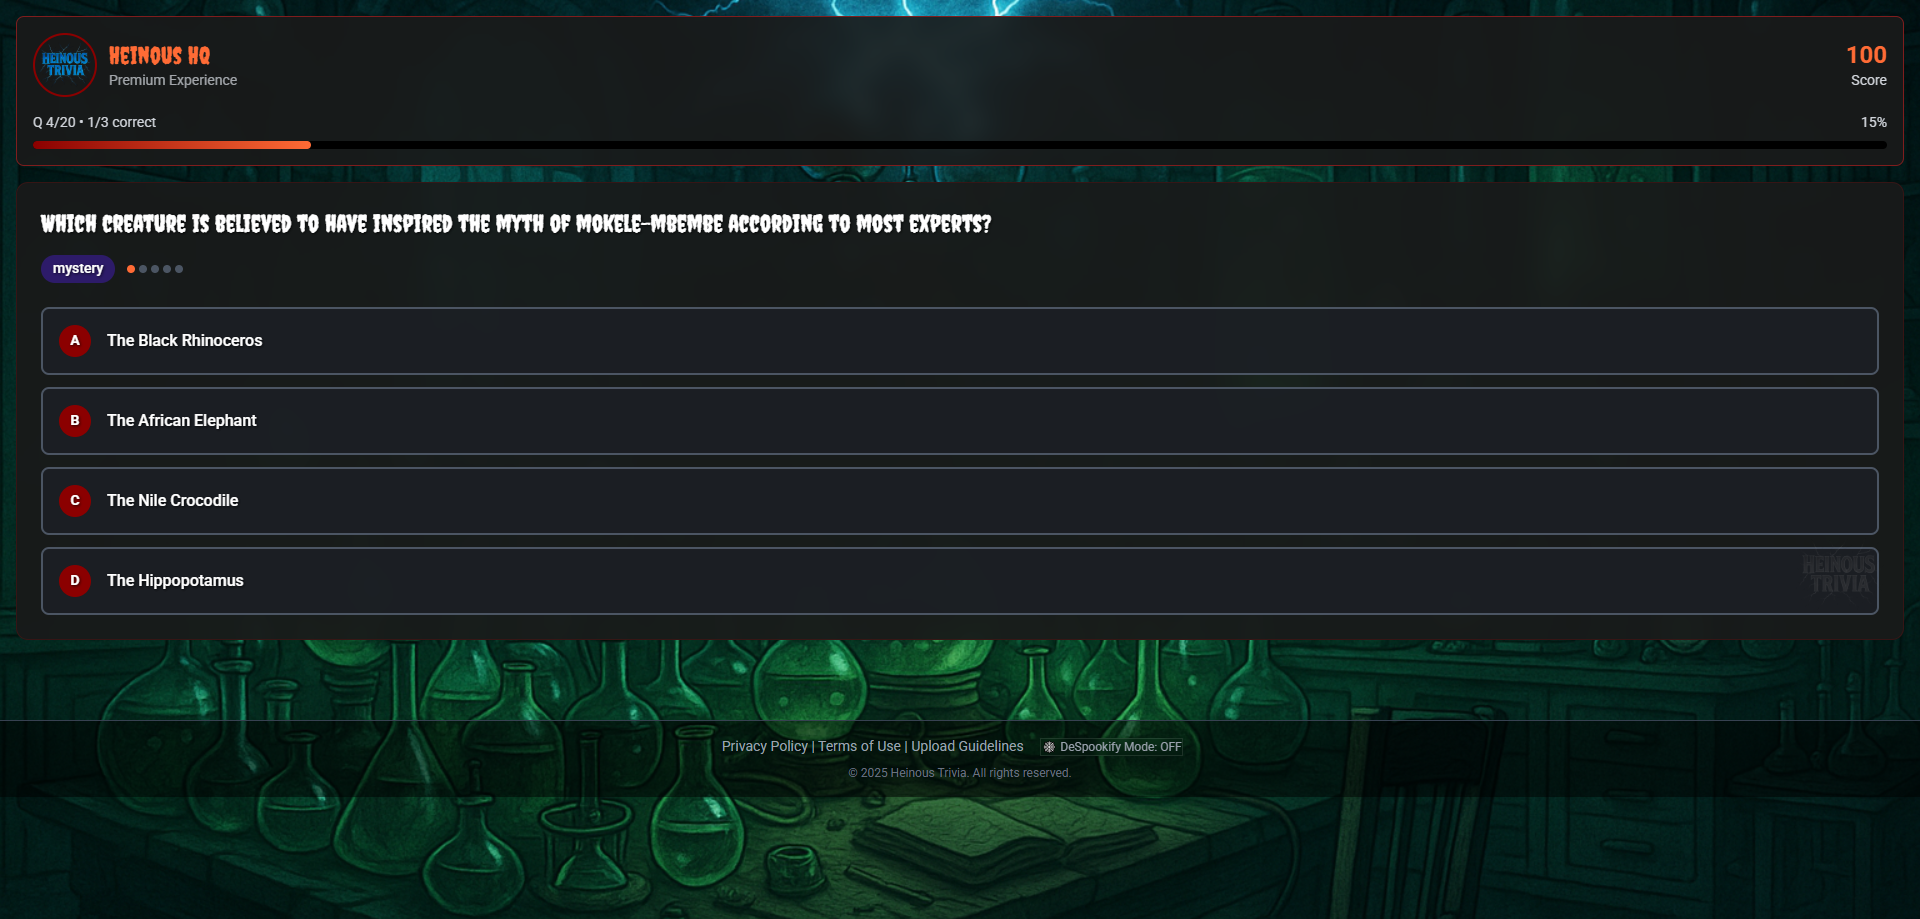 HEINOUS
TRIVIA
HEINOUS HQ
Premium Experience
100
Score
Q 4/20 • 1/3 correct
15%
WHICH CREATURE IS BELIEVED TO HAVE INSPIRED THE MYTH OF MOKELE-MBEMBE ACCORDING TO MOST EXPERTS?
mystery
A The Black Rhinoceros
B The African Elephant
C The Nile Crocodile
D The Hippopotamus
HEINOUS
TRIVIA
Privacy Policy | Terms of Use | Upload Guidelines DeSpookify Mode: OFF
© 2025 Heinous Trivia. All rights reserved.